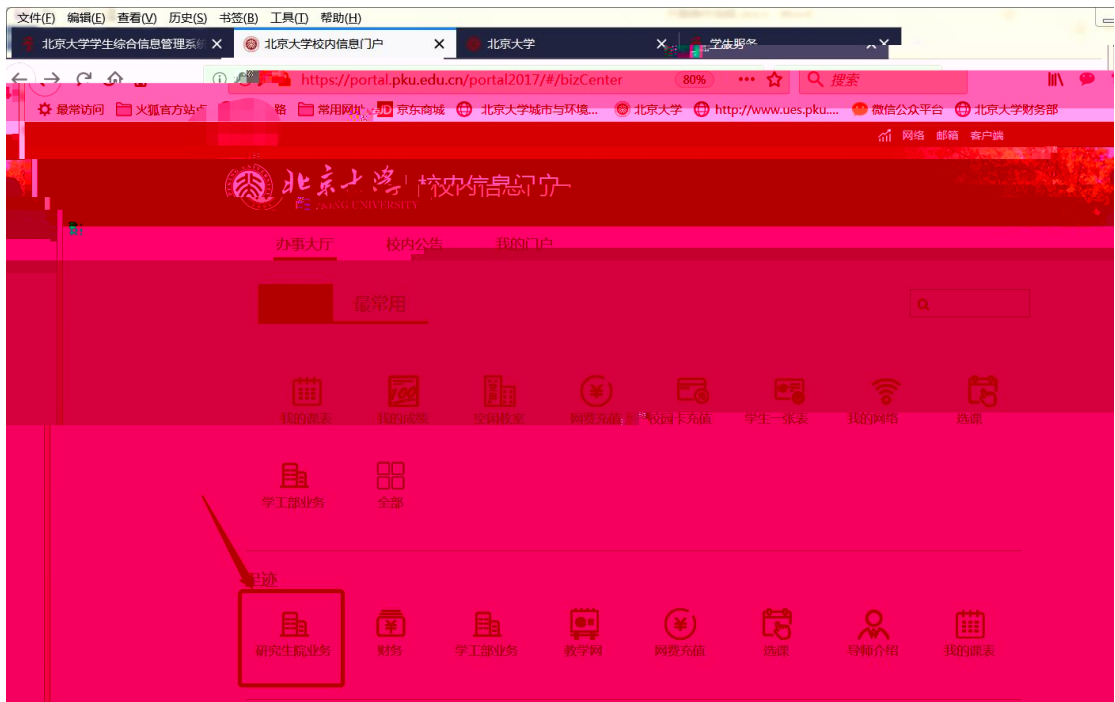 文件(F) 编辑(E) 查看(V) 历史(S) 书签(B) 工具(T) 帮助(H)
北京大学学生综合信息管理系统 北京大学校内信息门户 北京大学 学生服务
https://portal.pku.edu.cn/portal2017/#/bizCenter 80% 搜索
最常访问 火狐官方站点 常用网址 JD 京东商城 北京大学城市与环境... 北京大学 http://www.ues.pku.... 微信公众平台 北京大学财务部
网络 邮箱 客户端
北京大学 校内信息门户
PEKING UNIVERSITY
办事大厅 校内公告 我的门户
最常用
我的课表 我的成绩 空闲教室 网费充值 校园卡充值 学生一张表 我的网络 选课
学工部业务 全部
足迹
研究生院业务 财务 学工部业务 教学网 网费充值 选课 导师介绍 我的课表